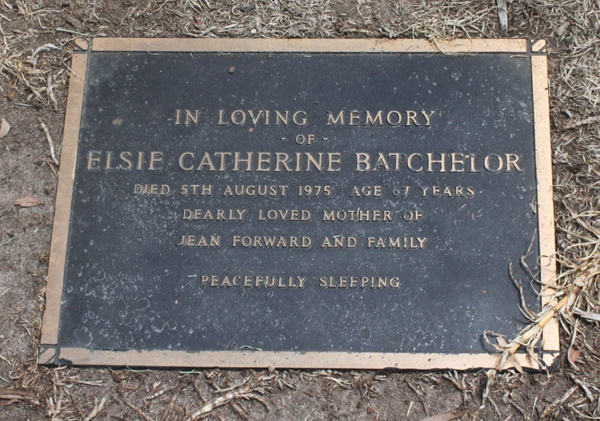 IN LOVING MEMORY
- OF -
ELSIE CATHERINE BATCHELOR
DIED 5TH AUGUST 1975 AGE 67 YEARS
DEARLY LOVED MOTHER OF
JEAN FORWARD AND FAMILY
PEACEFULLY SLEEPING